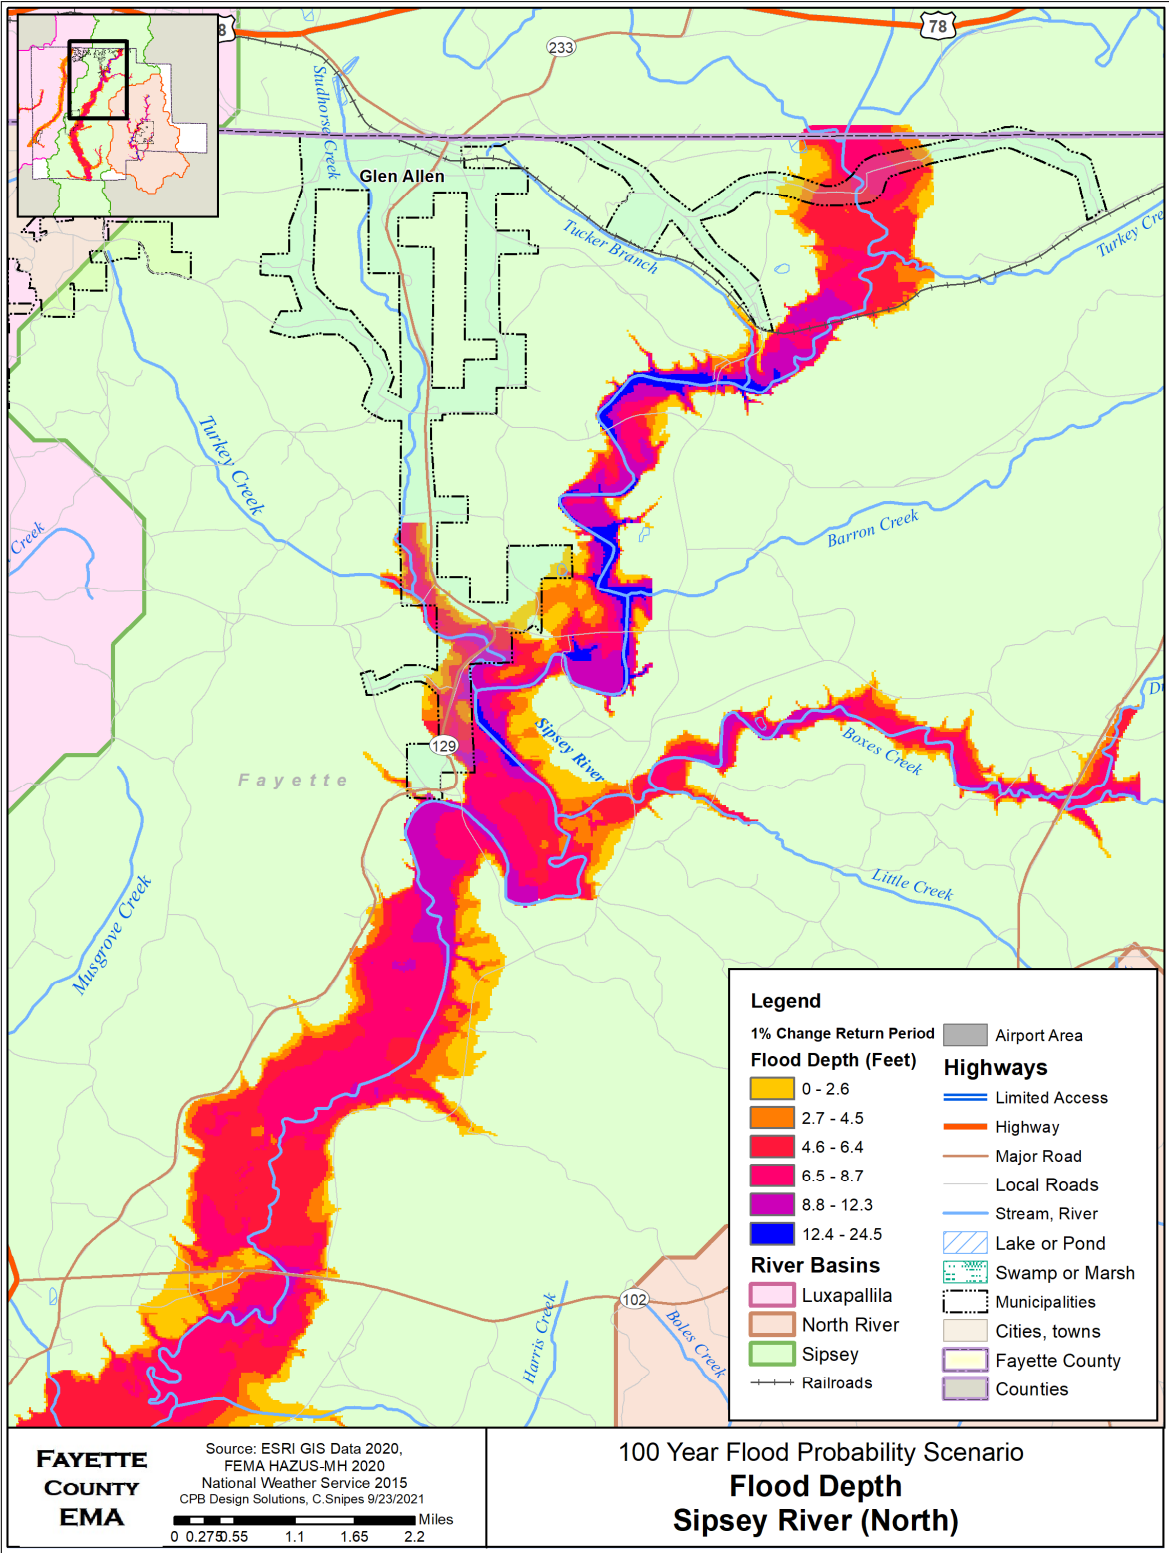 8
78
233
Studhorse Creek
Glen Allen
Tucker Branch
Turkey Cre
Turkey Creek
Creek
Barron Creek
Sipsey River
129
Fayette
Boxes Creek
Little Creek
Musgrove Creek
102
Harris Creek
Boles Creek
Legend
1% Change Return Period
Flood Depth (Feet)
0 - 2.6
2.7 - 4.5
4.6 - 6.4
6.5 - 8.7
8.8 - 12.3
12.4 - 24.5
River Basins
Luxapallila
North River
Sipsey
Railroads
Airport Area
Highways
Limited Access
Highway
Major Road
Local Roads
Stream, River
Lake or Pond
Swamp or Marsh
Municipalities
Cities, towns
Fayette County
Counties
FAYETTE
COUNTY
EMA
Source: ESRI GIS Data 2020,
FEMA HAZUS-MH 2020
National Weather Service 2015
CPB Design Solutions, C.Snipes 9/23/2021
Miles
0 0.275 0.55 1.1 1.65 2.2
100 Year Flood Probability Scenario
Flood Depth
Sipsey River (North)